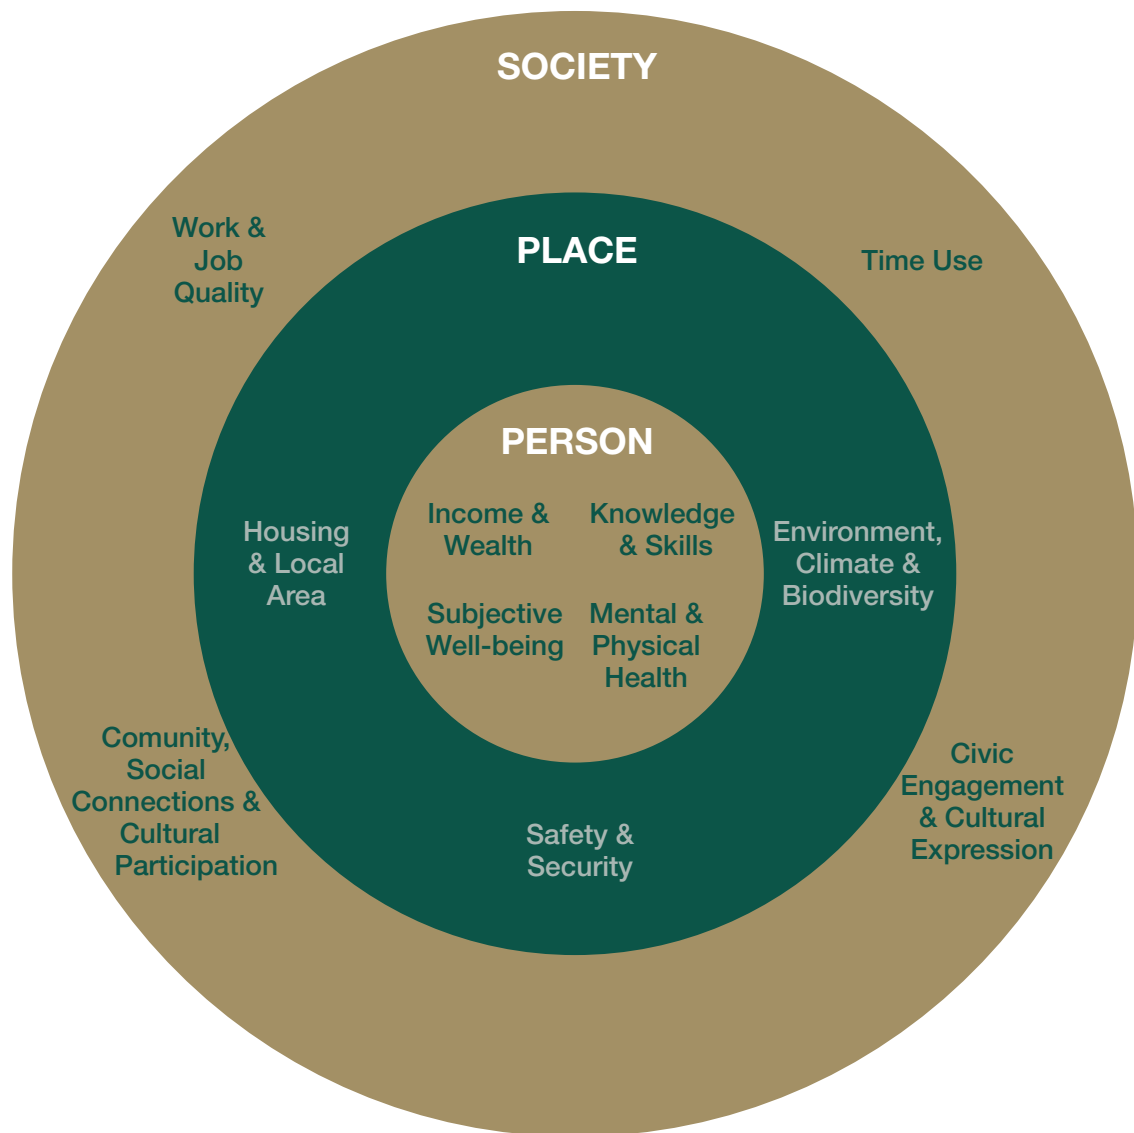 SOCIETY
Work &
Job
Quality
Time Use
PLACE
Housing
& Local
Area
Environment,
Climate &
Biodiversity
Safety &
Security
PERSON
Income &
Wealth
Knowledge
& Skills
Subjective
Well-being
Mental &
Physical
Health
Comunity,
Social
Connections &
Cultural
Participation
Civic
Engagement
& Cultural
Expression